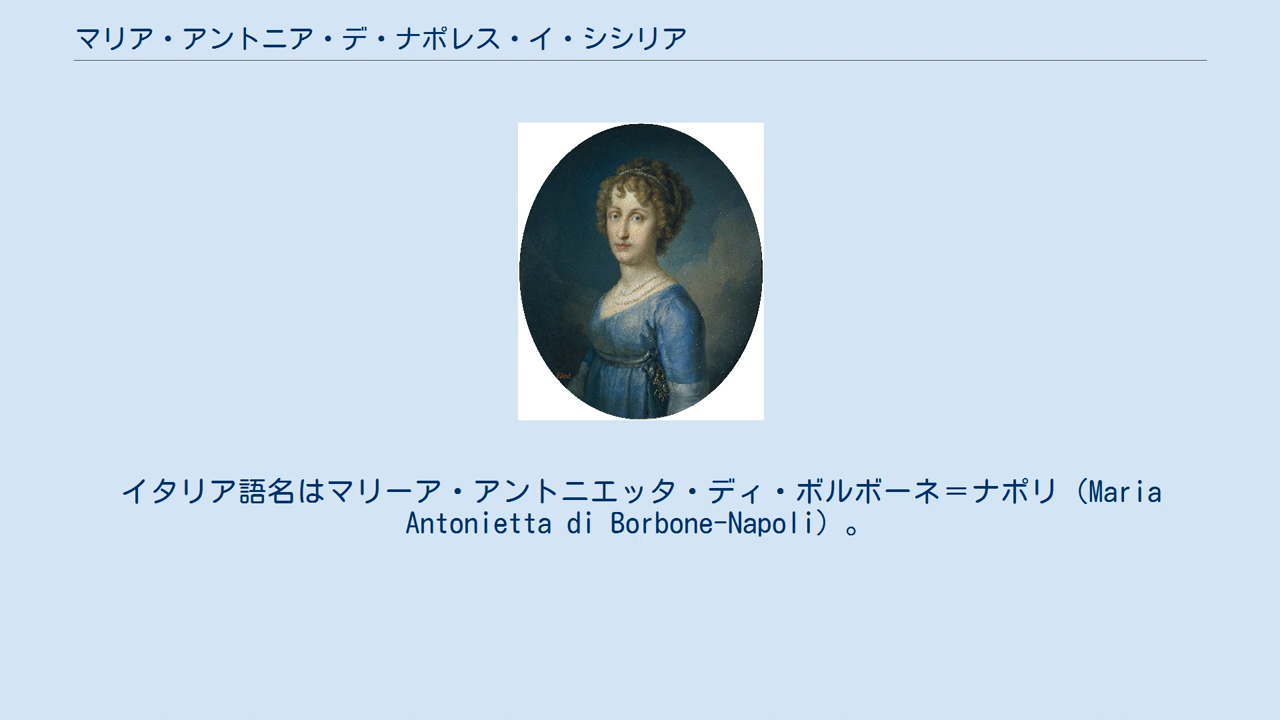 マリア・アントニア・デ・ナポレス・イ・シシリア
イタリア語名はマリーア・アントニエッタ・ディ・ボルボーネ＝ナポリ（Maria
Antonietta di Borbone-Napoli）。